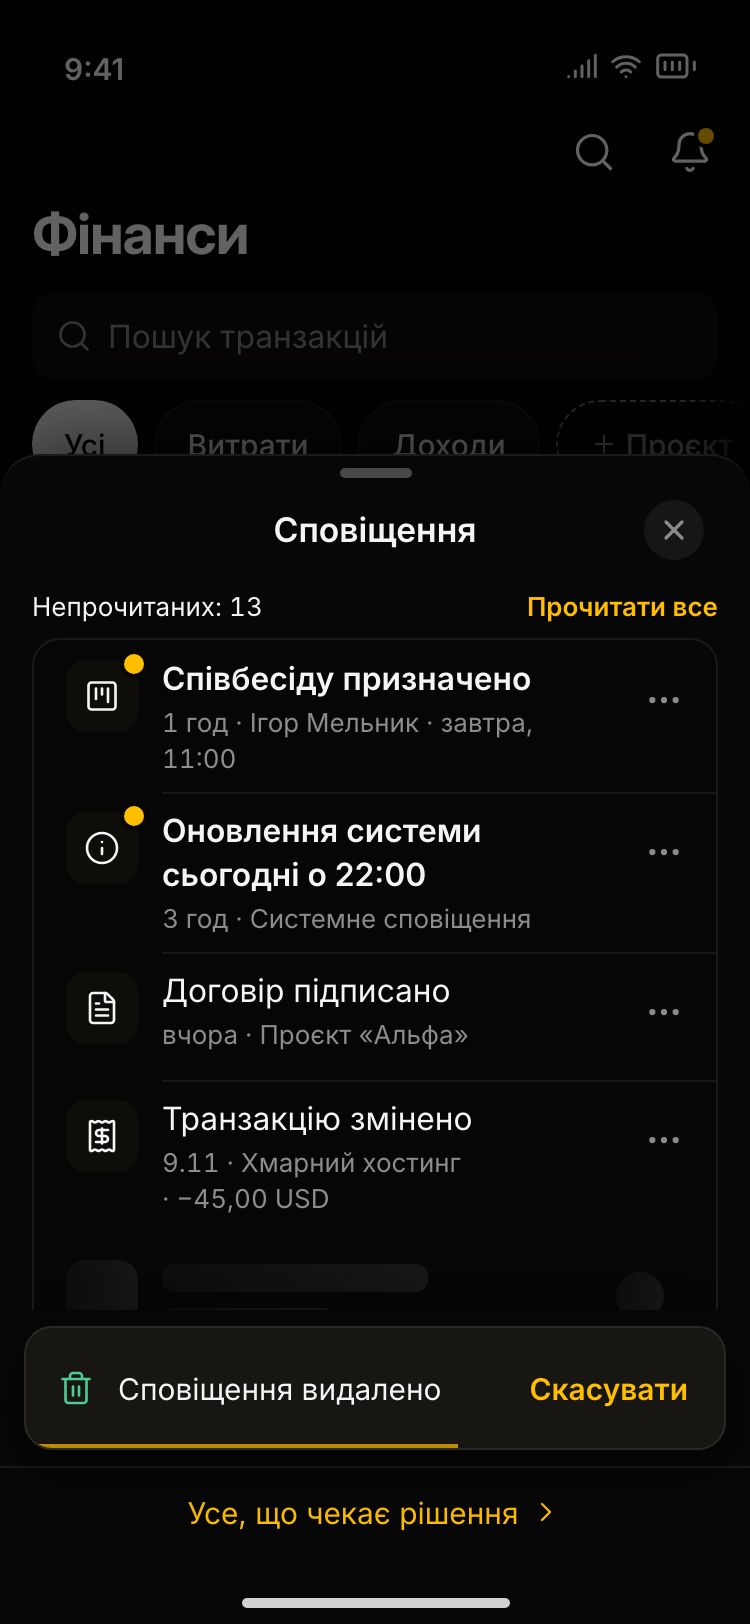 9:41
Фінанси
Пошук транзакцій
Усі
Витрати
Доходи
+ Проєкт
Сповіщення
Непрочитаних: 13
Прочитати все
Співбесіду призначено
1 год · Ігор Мельник · завтра,
11:00
Оновлення системи
сьогодні о 22:00
3 год · Системне сповіщення
Договір підписано
вчора · Проєкт «Альфа»
Транзакцію змінено
9.11 · Хмарний хостинг
· −45,00 USD
Сповіщення видалено
Скасувати
Усе, що чекає рішення